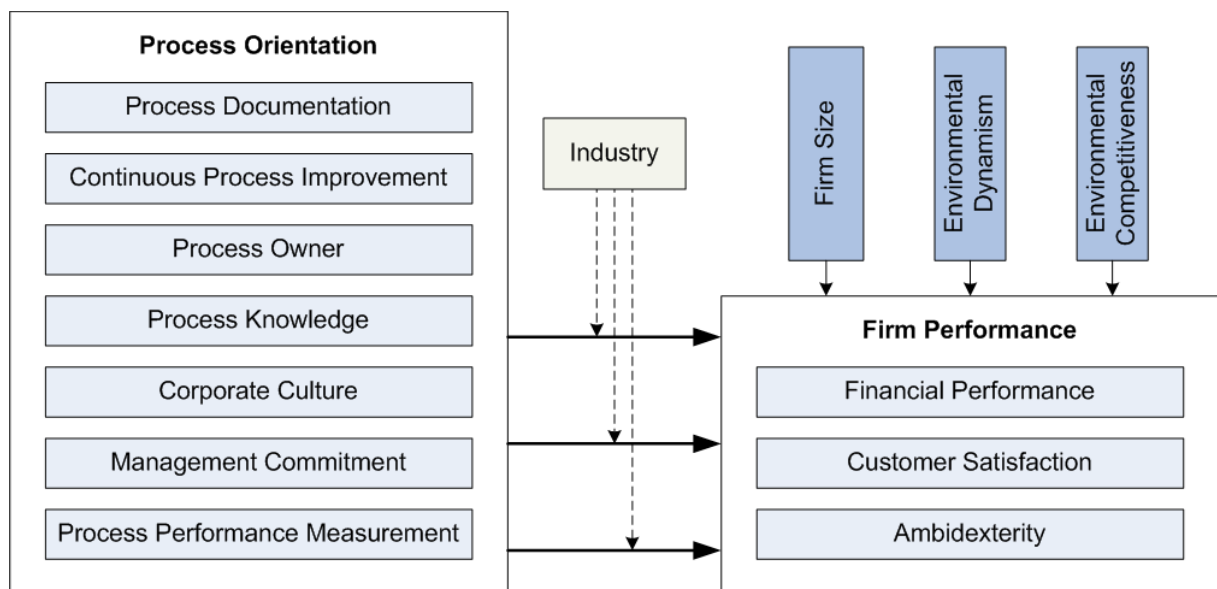 Process Orientation
Process Documentation
Continuous Process Improvement
Process Owner
Process Knowledge
Corporate Culture
Management Commitment
Process Performance Measurement
Industry
Firm Size
Environmental
Dynamism
Environmental
Competitiveness
Firm Performance
Financial Performance
Customer Satisfaction
Ambidexterity